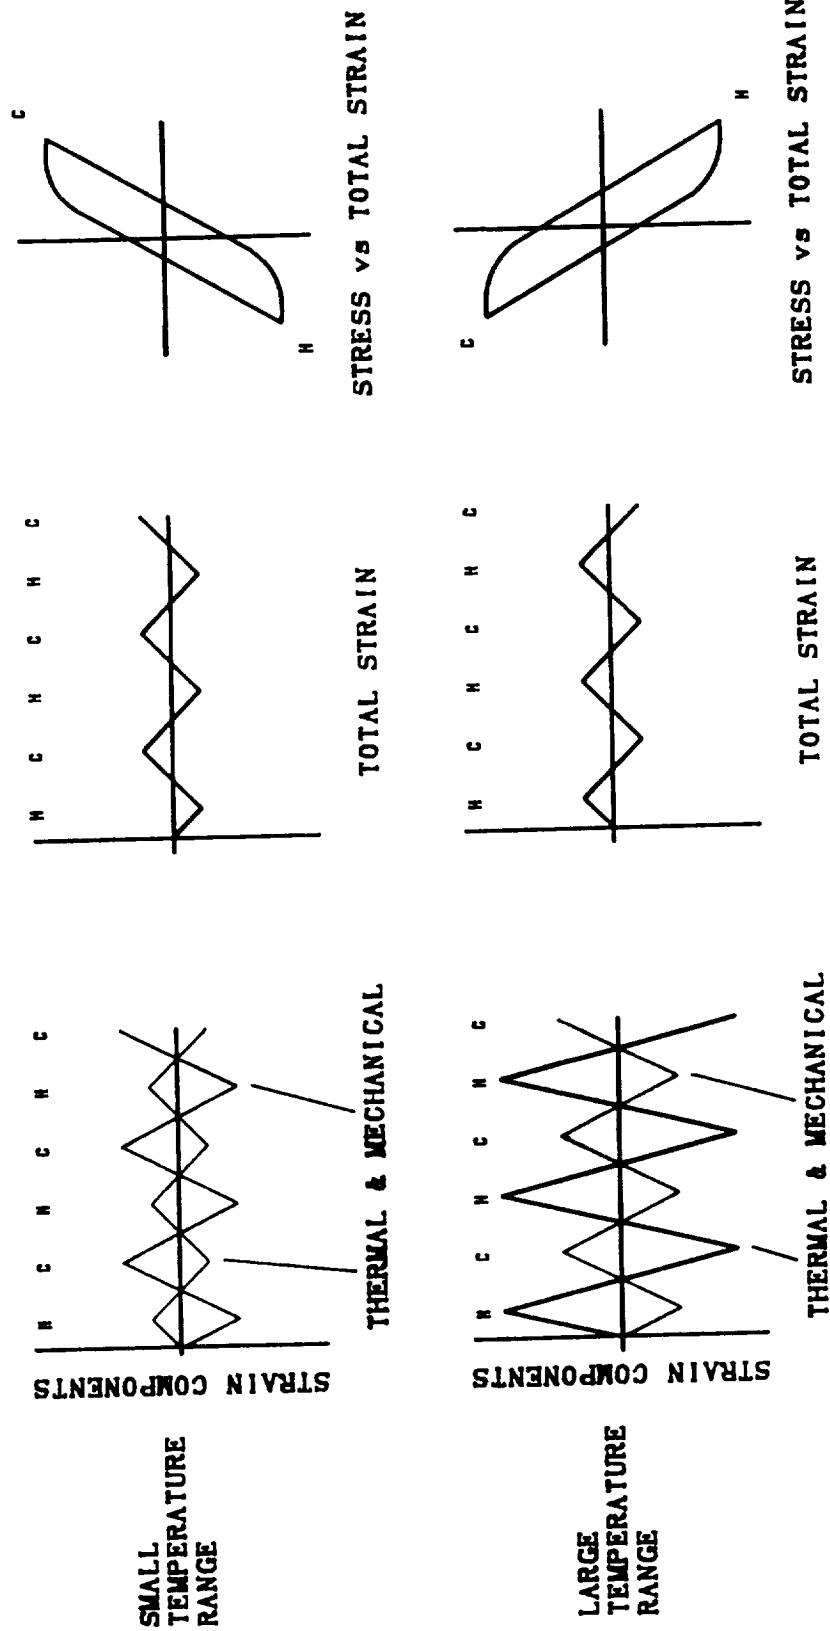 SMALL
TEMPERATURE
RANGE
STRAIN COMPONENTS
H C H C H C
THERMAL & MECHANICAL
H C H C H C
TOTAL STRAIN
C
H
STRESS vs TOTAL STRAIN
LARGE
TEMPERATURE
RANGE
STRAIN COMPONENTS
H C H C H C
THERMAL & MECHANICAL
H C H C H C
TOTAL STRAIN
C
H
STRESS vs TOTAL STRAIN